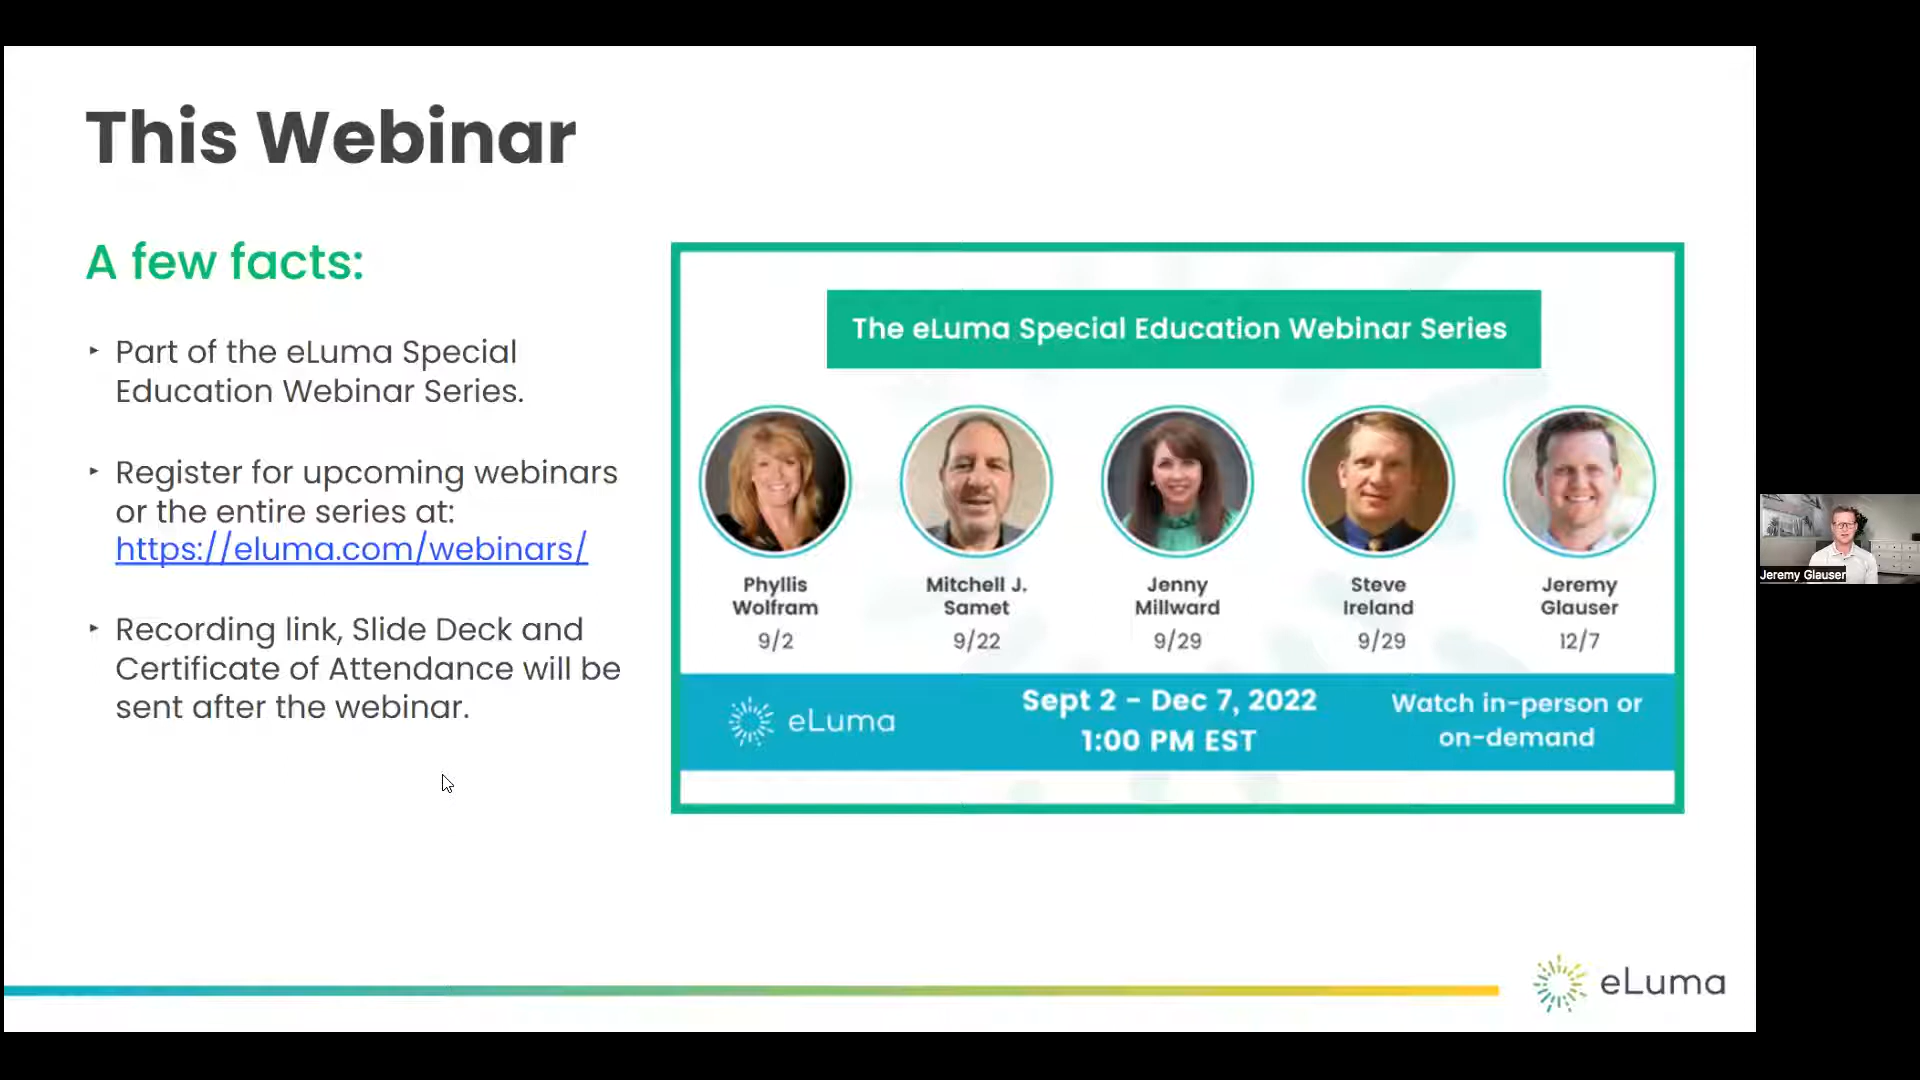 This Webinar
A few facts:
‣ Part of the eLuma Special
Education Webinar Series.
‣ Register for upcoming webinars
or the entire series at:
https://eluma.com/webinars/
‣ Recording link, Slide Deck and
Certificate of Attendance will be
sent after the webinar.
The eLuma Special Education Webinar Series
Phyllis
Wolfram
9/2
Mitchell J.
Samet
9/22
Jenny
Millward
9/29
Steve
Ireland
9/29
Jeremy
Glauser
12/7
eLuma
Sept 2 - Dec 7, 2022
1:00 PM EST
Watch in-person or
on-demand
Jeremy Glauser
eLuma